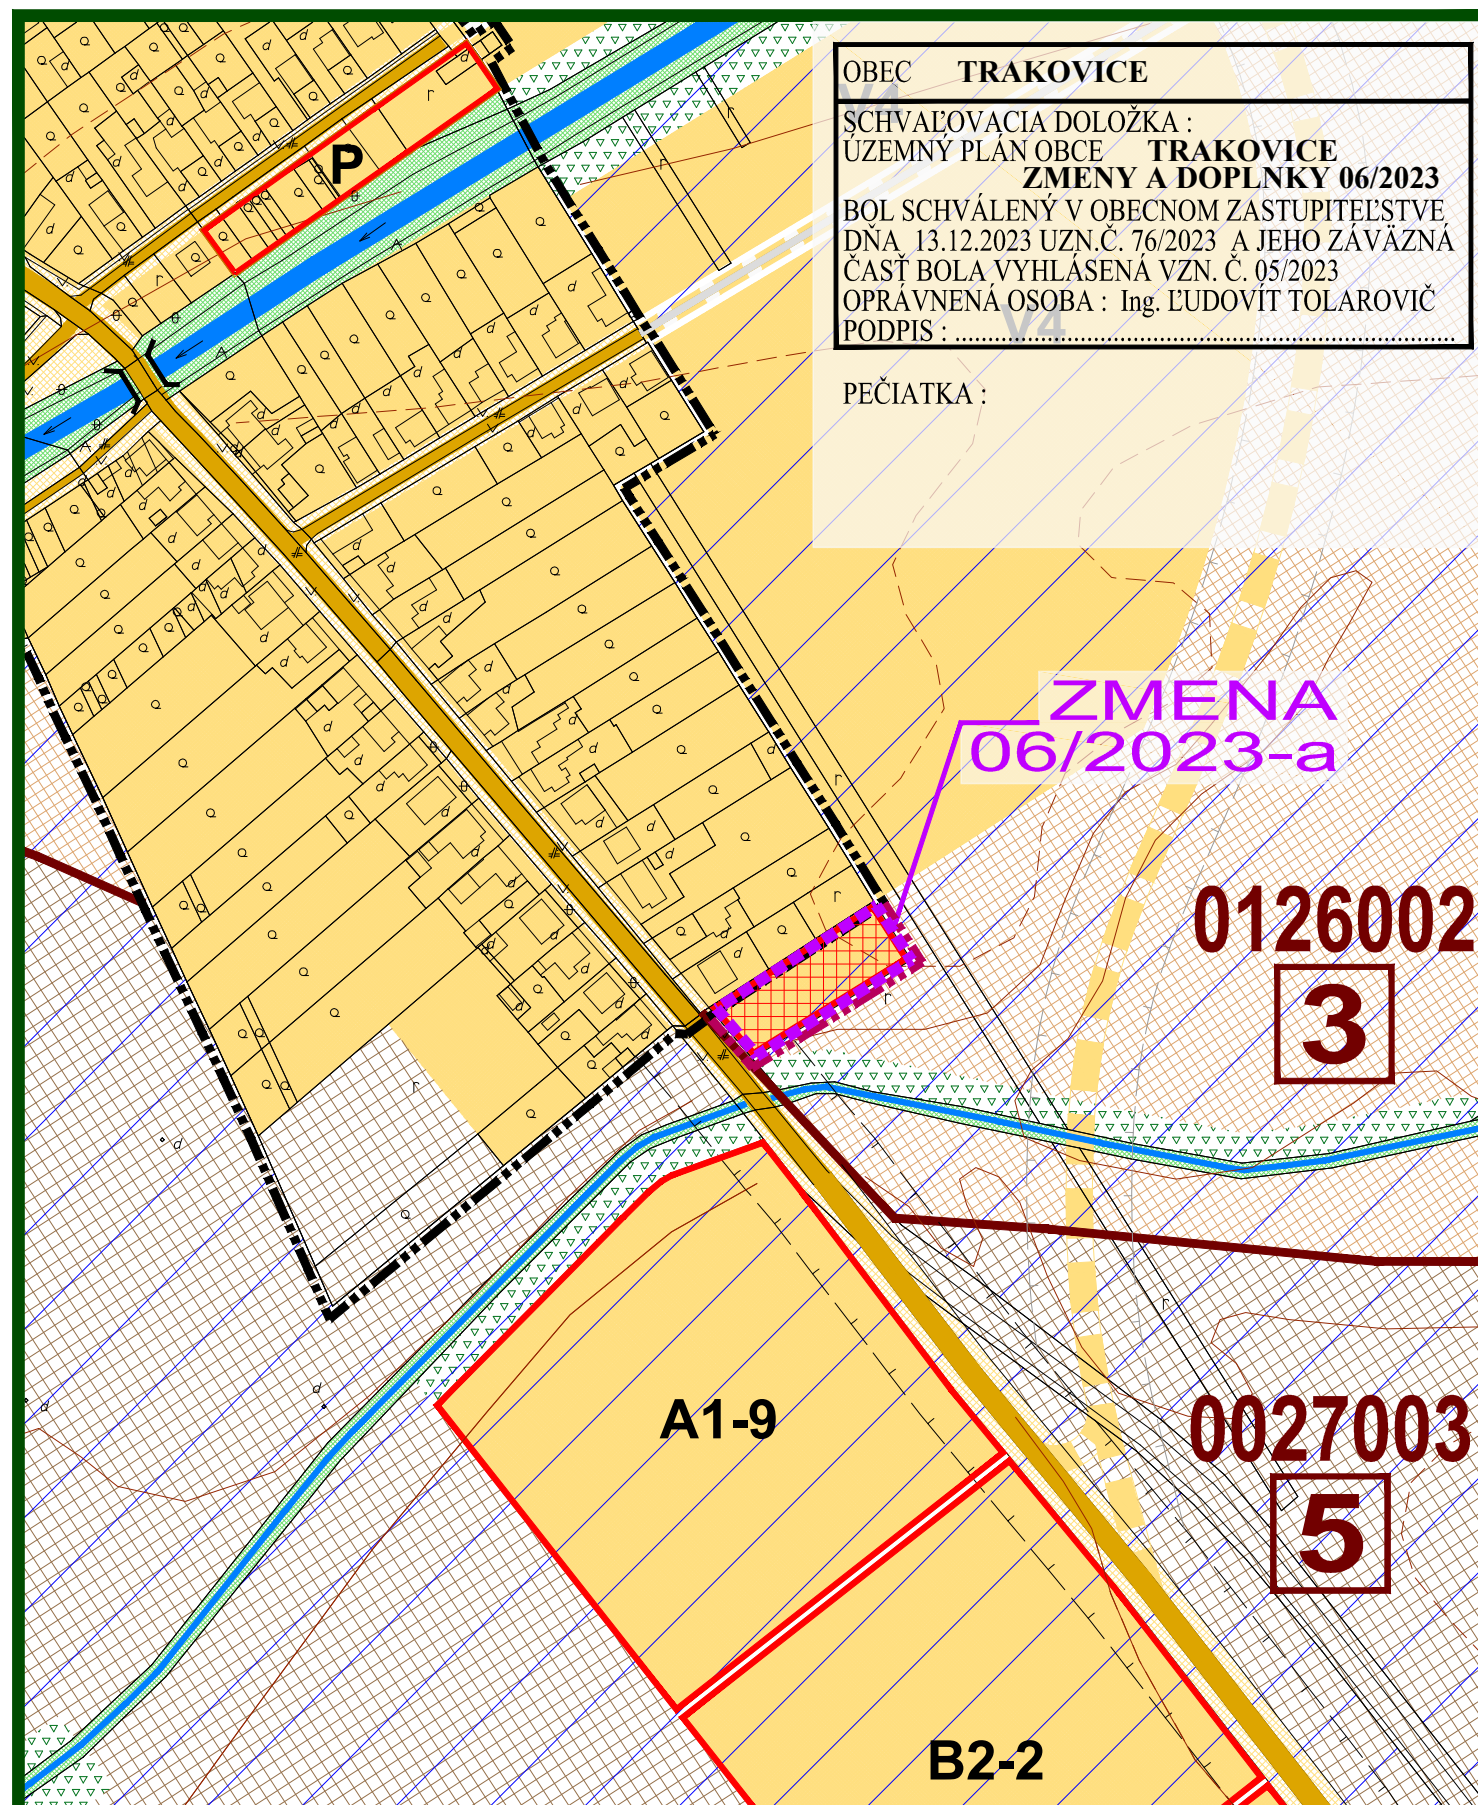 OBEC TRAKOVICE
SCHVAĽOVACIA DOLOŽKA :
ÚZEMNÝ PLÁN OBCE TRAKOVICE
ZMENY A DOPLNKY 06/2023
BOL SCHVÁLENÝ V OBECNOM ZASTUPITEĽSTVE
DŇA 13.12.2023 UZN.Č. 76/2023 A JEHO ZÁVÄZNÁ
ČASŤ BOLA VYHLÁSENÁ VZN. Č. 05/2023
OPRÁVNENÁ OSOBA : Ing. ĽUDOVÍT TOLAROVIČ
PODPIS : ............................................................................
PEČIATKA :
V4
V4
P
ZMENA
06/2023-a
0126002
3
A1-9
0027003
5
B2-2